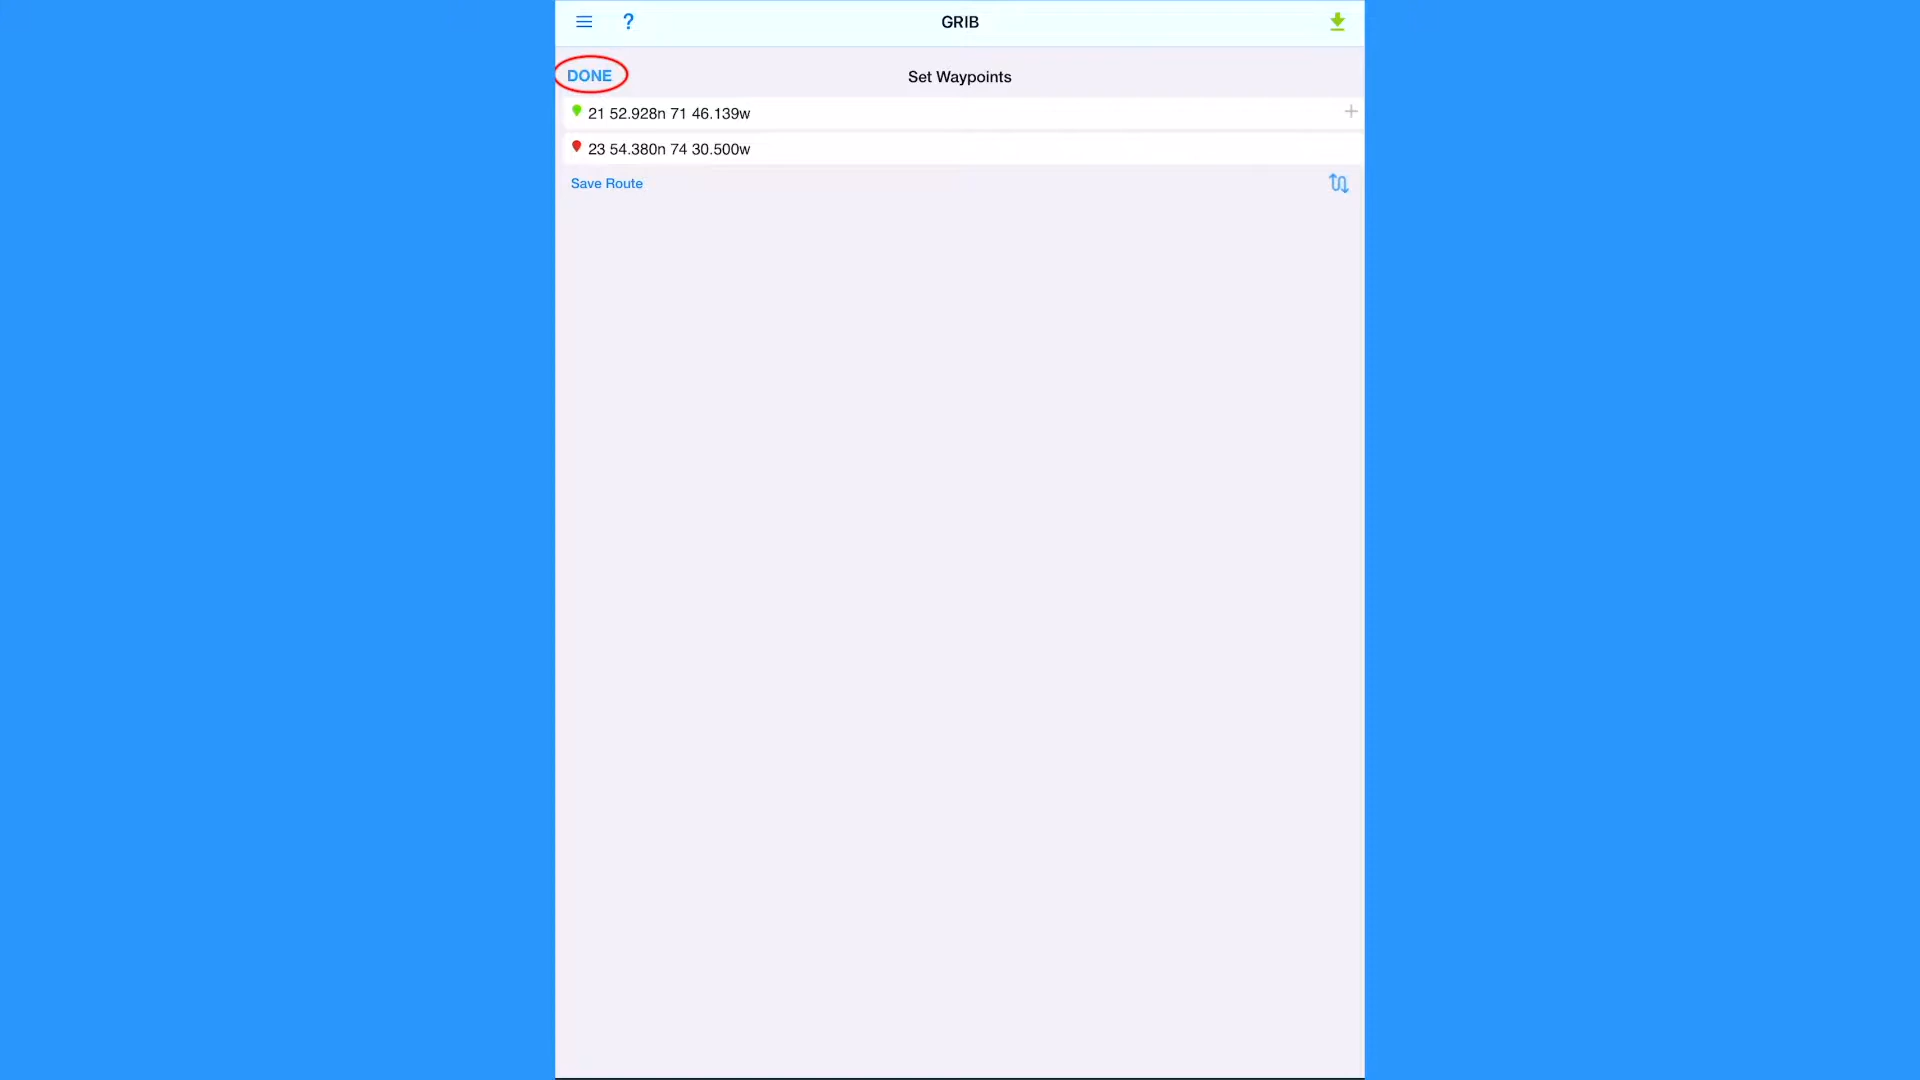 ? GRIB
DONE Set Waypoints
21 52.928n 71 46.139w +
23 54.380n 74 30.500w
Save Route